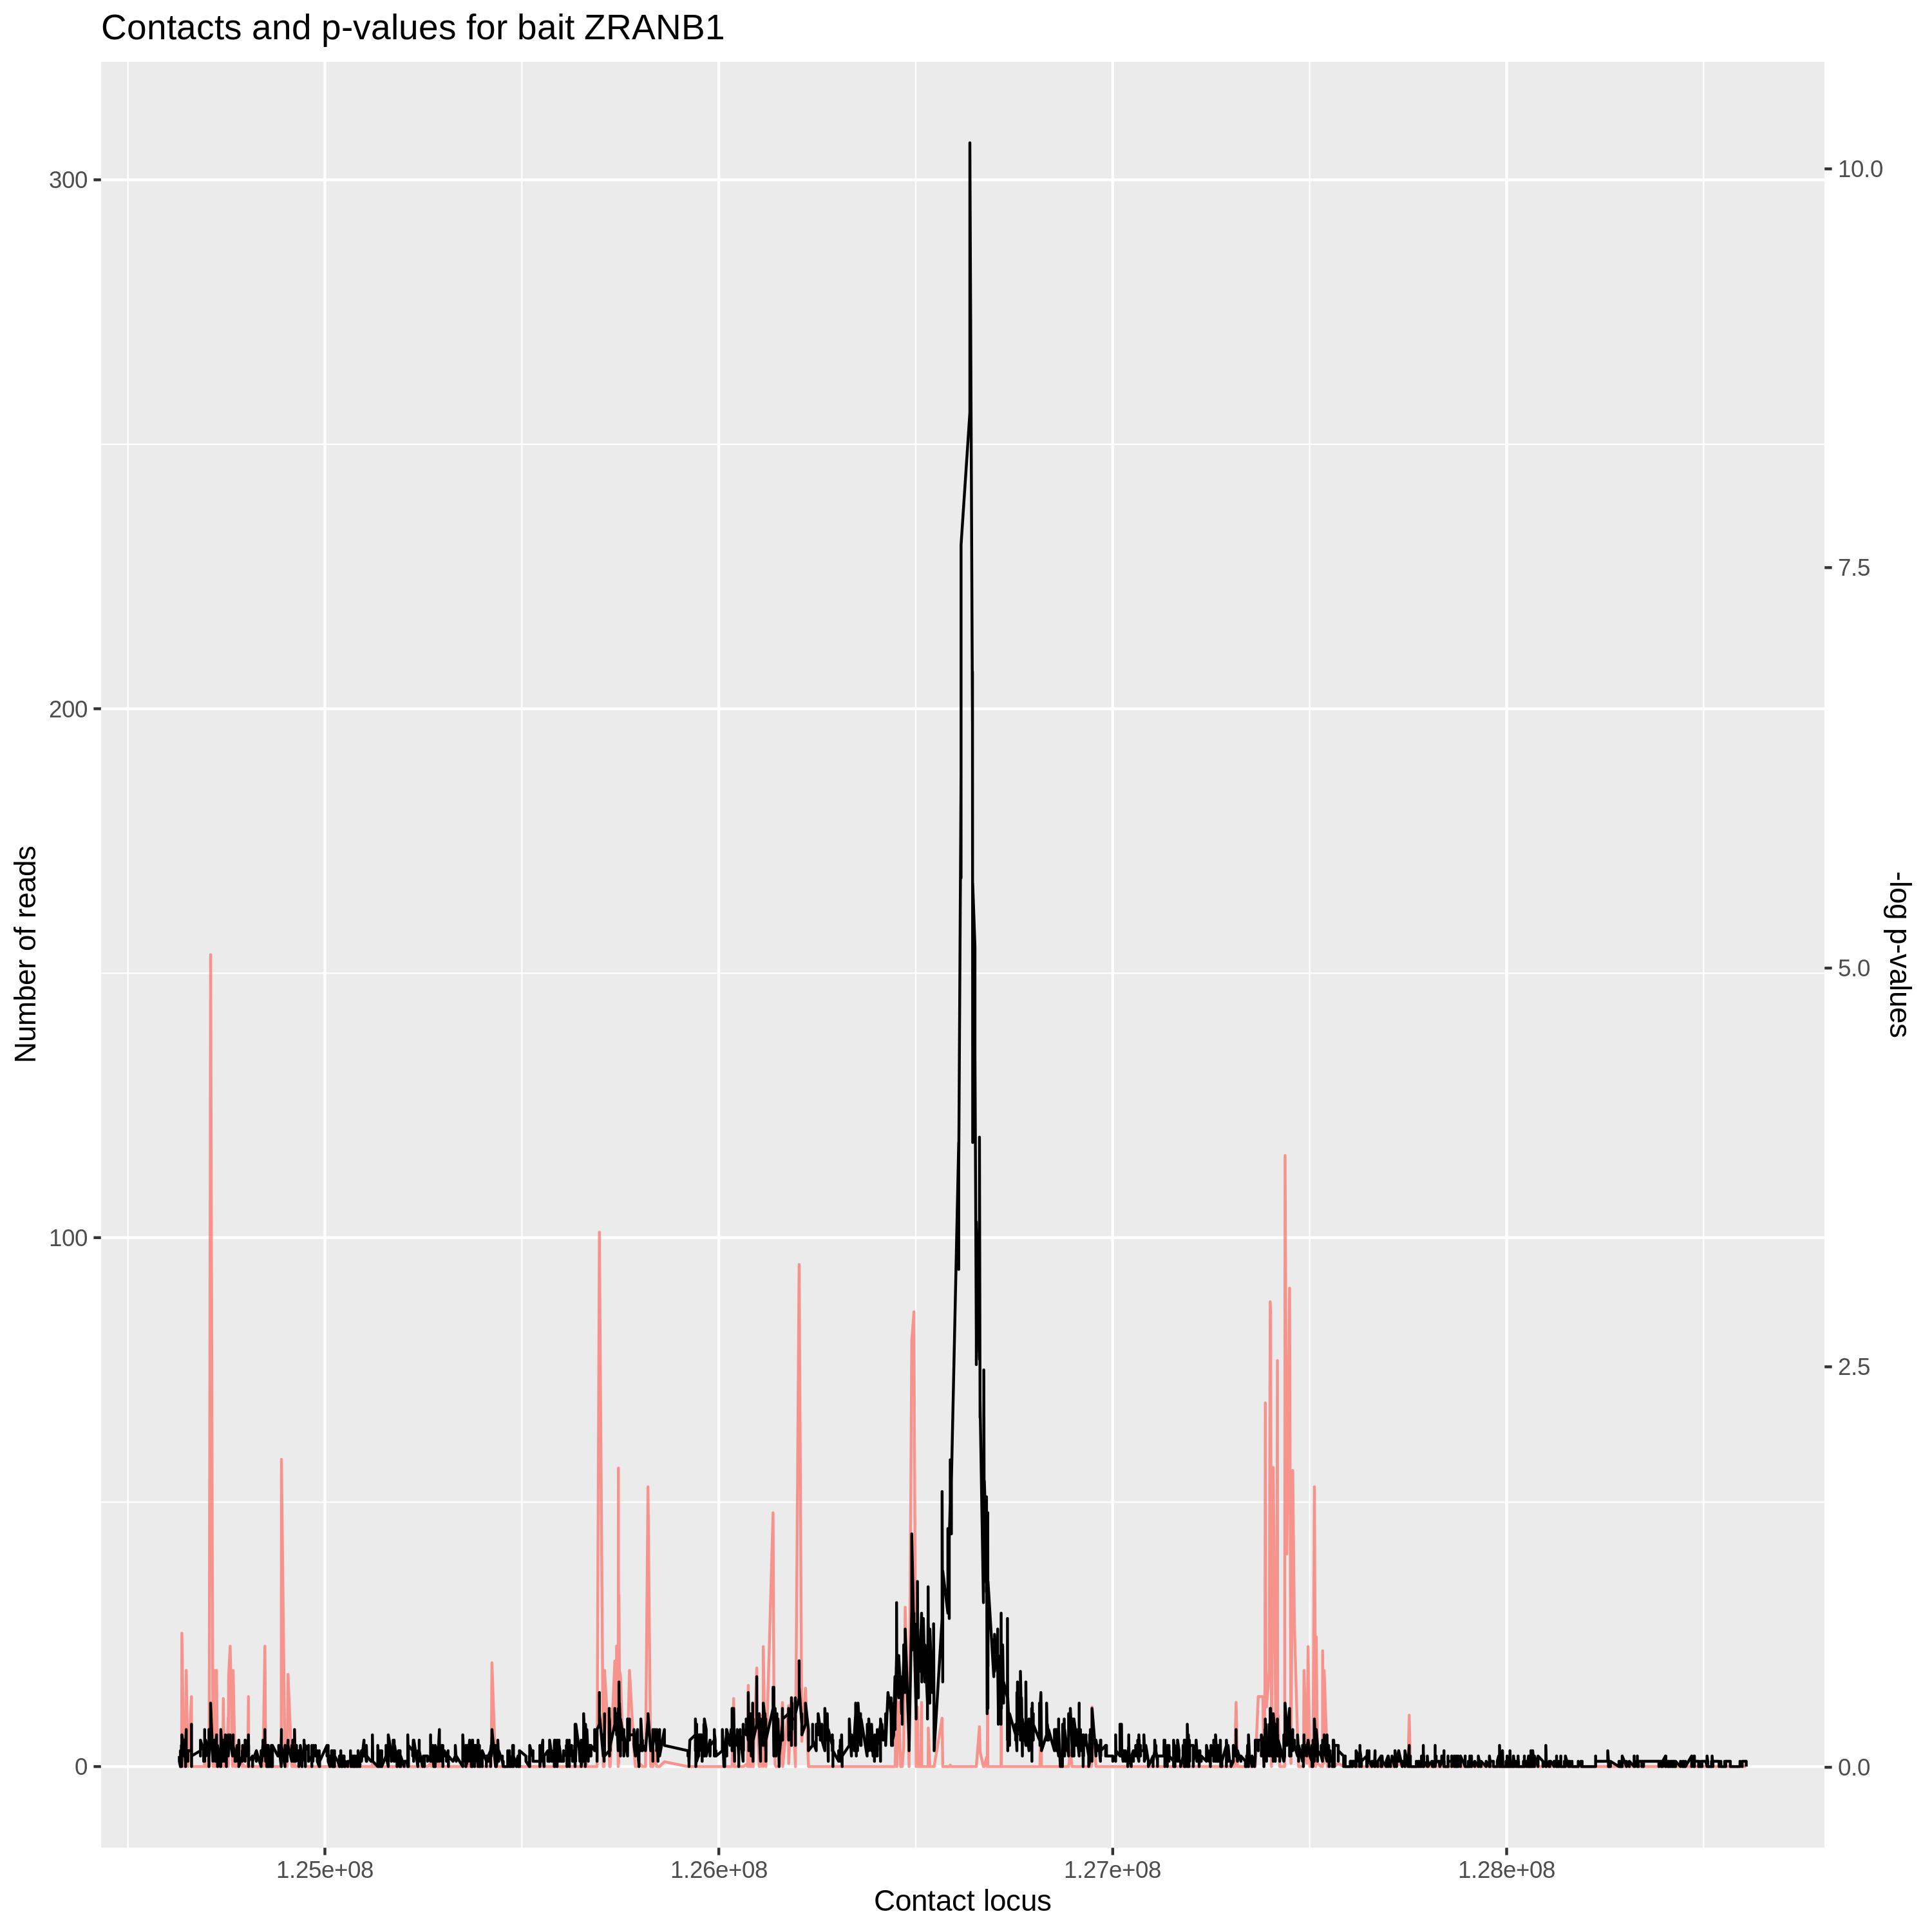 Contacts and p-values for bait ZRANB1
300
200
100
0
Number of reads
10.0
7.5
5.0
2.5
0.0
-log p-values
1.25e+08
1.26e+08
1.27e+08
1.28e+08
Contact locus